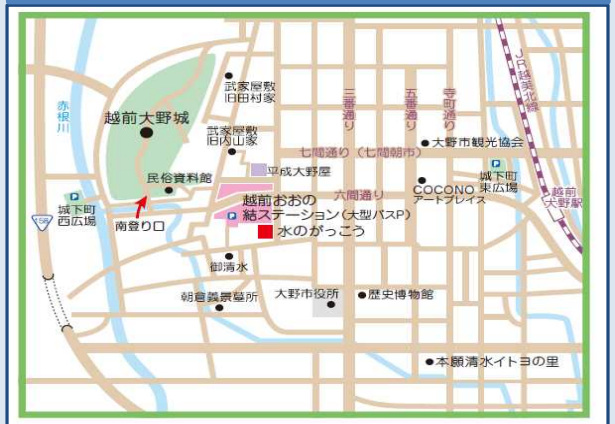 武家屋敷
旧田村家
越前大野城
赤根川
武家屋敷
旧内山家
三番通り
五番通り
寺町通り
JR越美北線
大野市観光協会
七間通り(七間朝市)
平成大野屋
民俗資料館
P
城下町
東広場
越前
大野駅
COCONO
アートプレイス
六間通り
越前おおの
結ステーション(大型バスP)
P
水のがっこう
P
城下町
西広場
158
南登り口
御清水
朝倉義景墓所
大野市役所
歴史博物館
本願清水イトヨの里